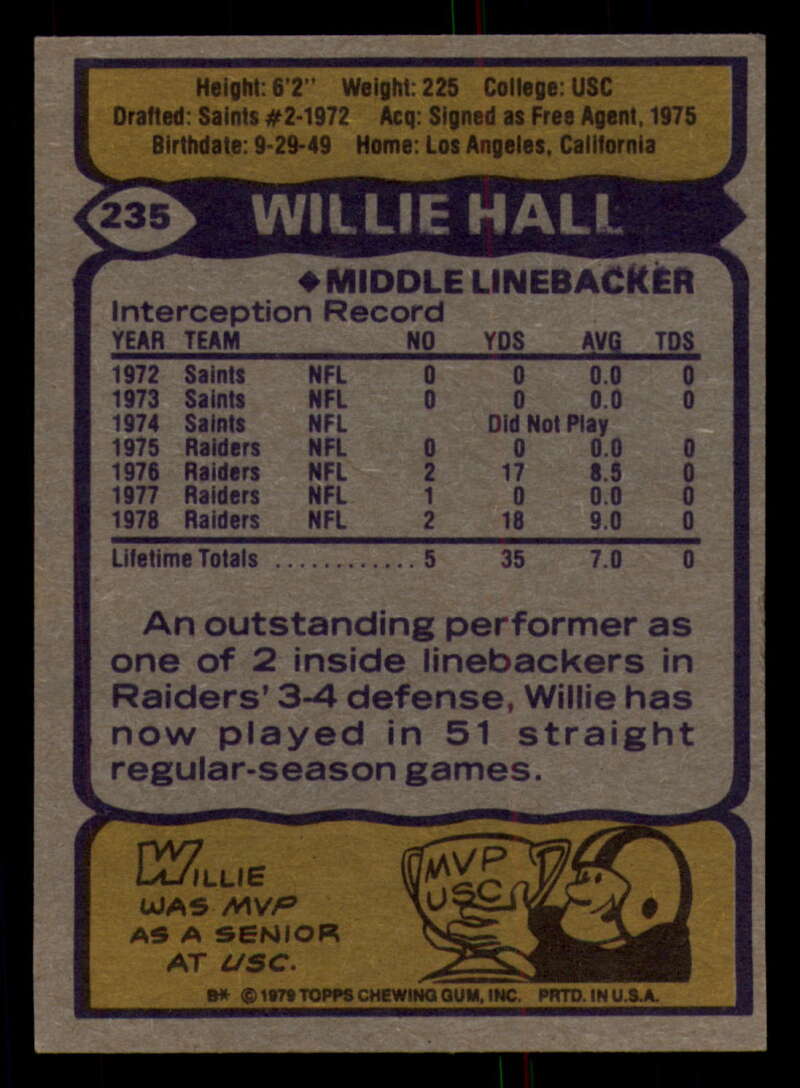 Height: 6'2" Weight: 225 College: USC
Drafted: Saints #2-1972 Acq: Signed as Free Agent, 1975
Birthdate: 9-29-49 Home: Los Angeles, California
235 WILLIE HALL
◆ MIDDLE LINEBACKER
Interception Record
YEAR TEAM NO YDS AVG TDS
1972 Saints NFL 0 0 0.0 0
1973 Saints NFL 0 0 0.0 0
1974 Saints NFL Did Not Play
1975 Raiders NFL 0 0 0.0 0
1976 Raiders NFL 2 17 8.5 0
1977 Raiders NFL 1 0 0.0 0
1978 Raiders NFL 2 18 9.0 0
Lifetime Totals ............ 5 35 7.0 0
An outstanding performer as
one of 2 inside linebackers in
Raiders' 3-4 defense, Willie has
now played in 51 straight
regular-season games.
WILLIE
WAS MVP
AS A SENIOR
AT USC.
MVP
USC
B* © 1979 TOPPS CHEWING GUM, INC. PRTD. IN U.S.A.